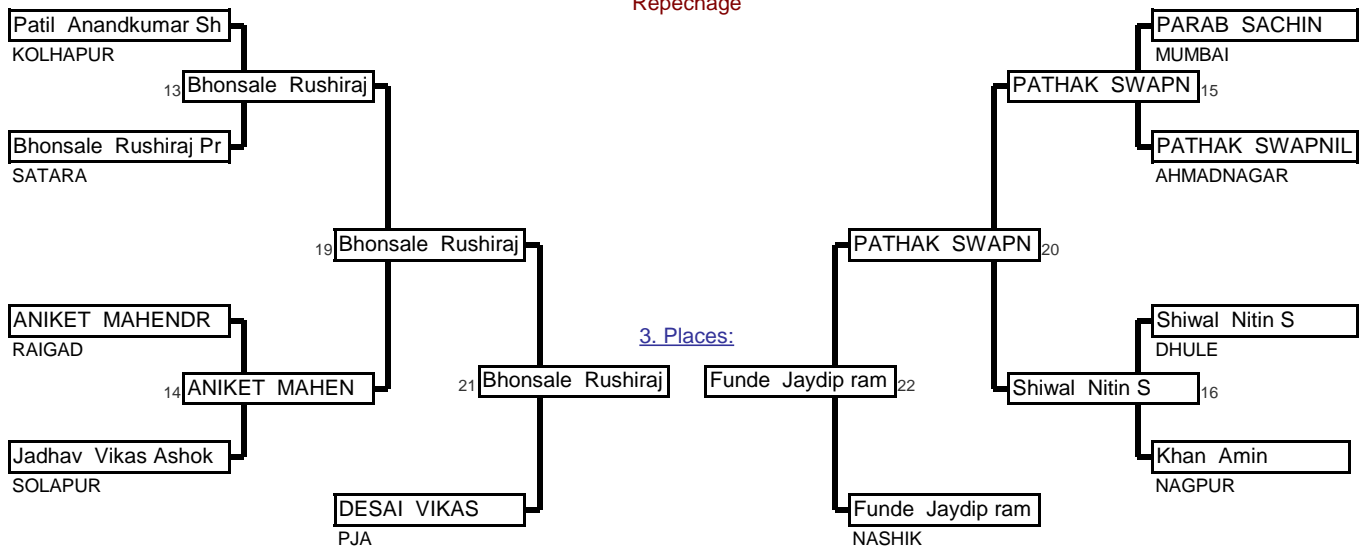 Repechage
Patil Anandkumar Sh
PARAB SACHIN
KOLHAPUR
MUMBAI
13 Bhonsale Rushiraj
PATHAK SWAPN 15
Bhonsale Rushiraj Pr
PATHAK SWAPNIL
SATARA
AHMADNAGAR
19 Bhonsale Rushiraj
PATHAK SWAPN 20
ANIKET MAHENDR
Shiwal Nitin S
RAIGAD
DHULE
3. Places:
14 ANIKET MAHEN
21 Bhonsale Rushiraj
Funde Jaydip ram 22
Shiwal Nitin S 16
Jadhav Vikas Ashok
Khan Amin
SOLAPUR
NAGPUR
DESAI VIKAS
Funde Jaydip ram
PJA
NASHIK